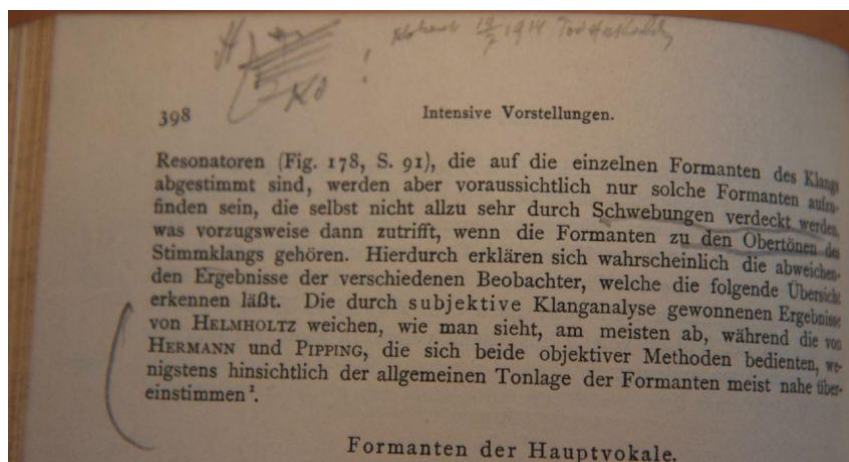 19/7 1914
398
Intensive Vorstellungen.
Resonatoren (Fig. 178, S. 91), die auf die einzelnen Formanten des Klangs
abgestimmt sind, werden aber voraussichtlich nur solche Formanten aufzu-
finden sein, die selbst nicht allzu sehr durch Schwebungen verdeckt werden,
was vorzugsweise dann zutrifft, wenn die Formanten zu den Obertönen des
Stimmklangs gehören. Hierdurch erklären sich wahrscheinlich die abweichen-
den Ergebnisse der verschiedenen Beobachter, welche die folgende Übersicht
erkennen läßt. Die durch subjektive Klanganalyse gewonnenen Ergebnisse
von HELMHOLTZ weichen, wie man sieht, am meisten ab, während die von
HERMANN und PIPPING, die sich beide objektiver Methoden bedienten, we-
nigstens hinsichtlich der allgemeinen Tonlage der Formanten meist nahe über-
einstimmen¹.
Formanten der Hauptvokale.